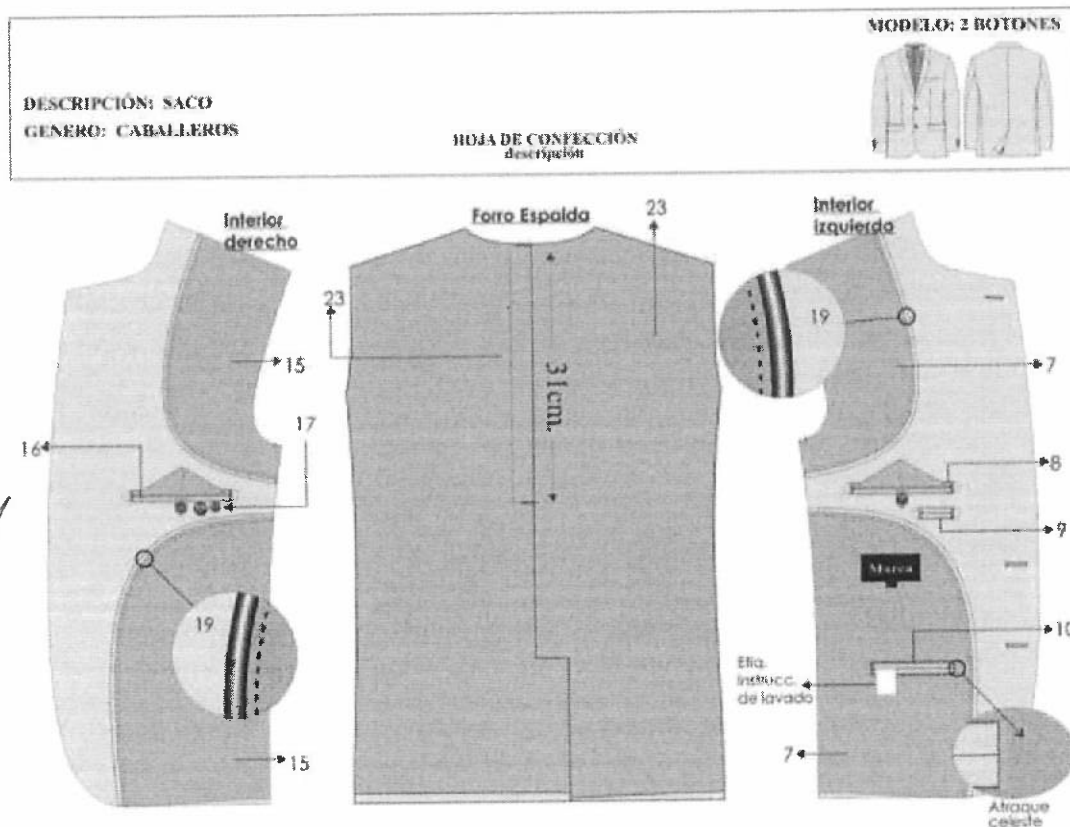 MODELO: 2 BOTONES
DESCRIPCIÓN: SACO
GENERO: CABALLEROS
HOJA DE CONFECCIÓN
descripción
Interior
derecho
Forro Espalda
23
Interior
izquierda
23
19
15
7
31cm.
17
16
8
9
Marca
19
10
Etiq.
instrucc.
de lavado
15
7
Atraque
celeste